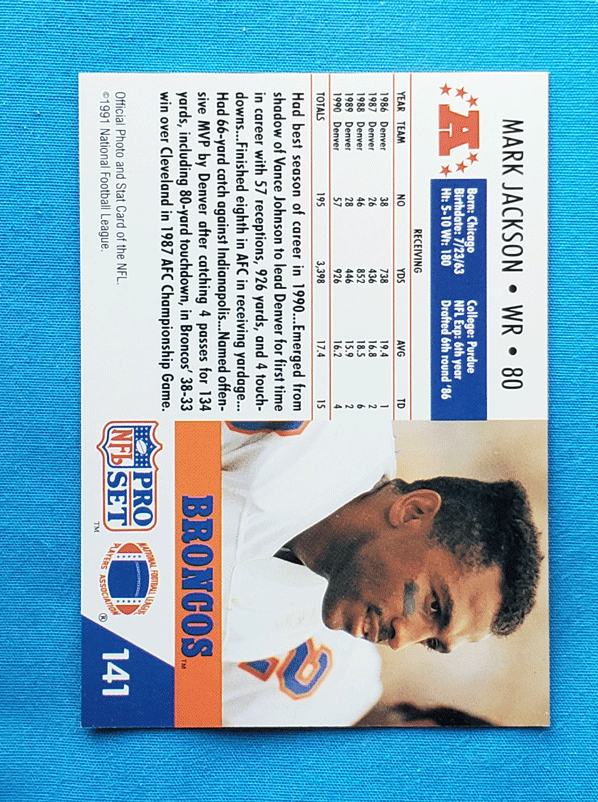 MARK JACKSON • WR • 80
A
Born: Chicago
Birthdate: 7/23/63
Ht: 5-10 Wt: 180
College: Purdue
NFL Exp: 6th year
Drafted 6th round '86
RECEIVING
YEAR TEAM NO YDS AVG TD
1986 Denver 38 738 19.4 1
1987 Denver 26 436 16.8 2
1988 Denver 46 852 18.5 6
1989 Denver 28 446 15.9 2
1990 Denver 57 926 16.2 4
TOTALS 195 3,398 17.4 15
Had best season of career in 1990...Emerged from
shadow of Vance Johnson to lead Denver for first time
in career with 57 receptions, 926 yards, and 4 touch-
downs...Finished eighth in AFC in receiving yardage...
Had 66-yard catch against Indianapolis...Named offen-
sive MVP by Denver after catching 4 passes for 134
yards, including 80-yard touchdown, in Broncos' 38-33
win over Cleveland in 1987 AFC Championship Game.
Official Photo and Stat Card of the NFL.
©1991 National Football League.
BRONCOS™
PRO
NFL SET™
NATIONAL FOOTBALL LEAGUE
PLAYERS ASSOCIATION®
141